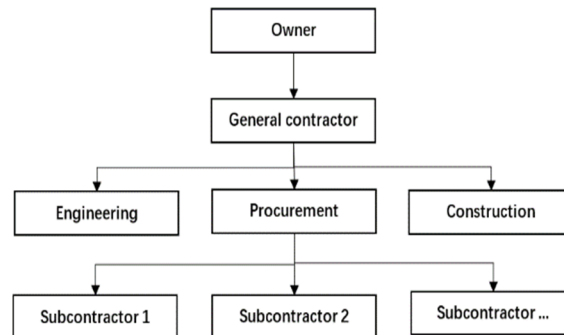 Owner
General contractor
Engineering
Procurement
Construction
Subcontractor 1
Subcontractor 2
Subcontractor ...